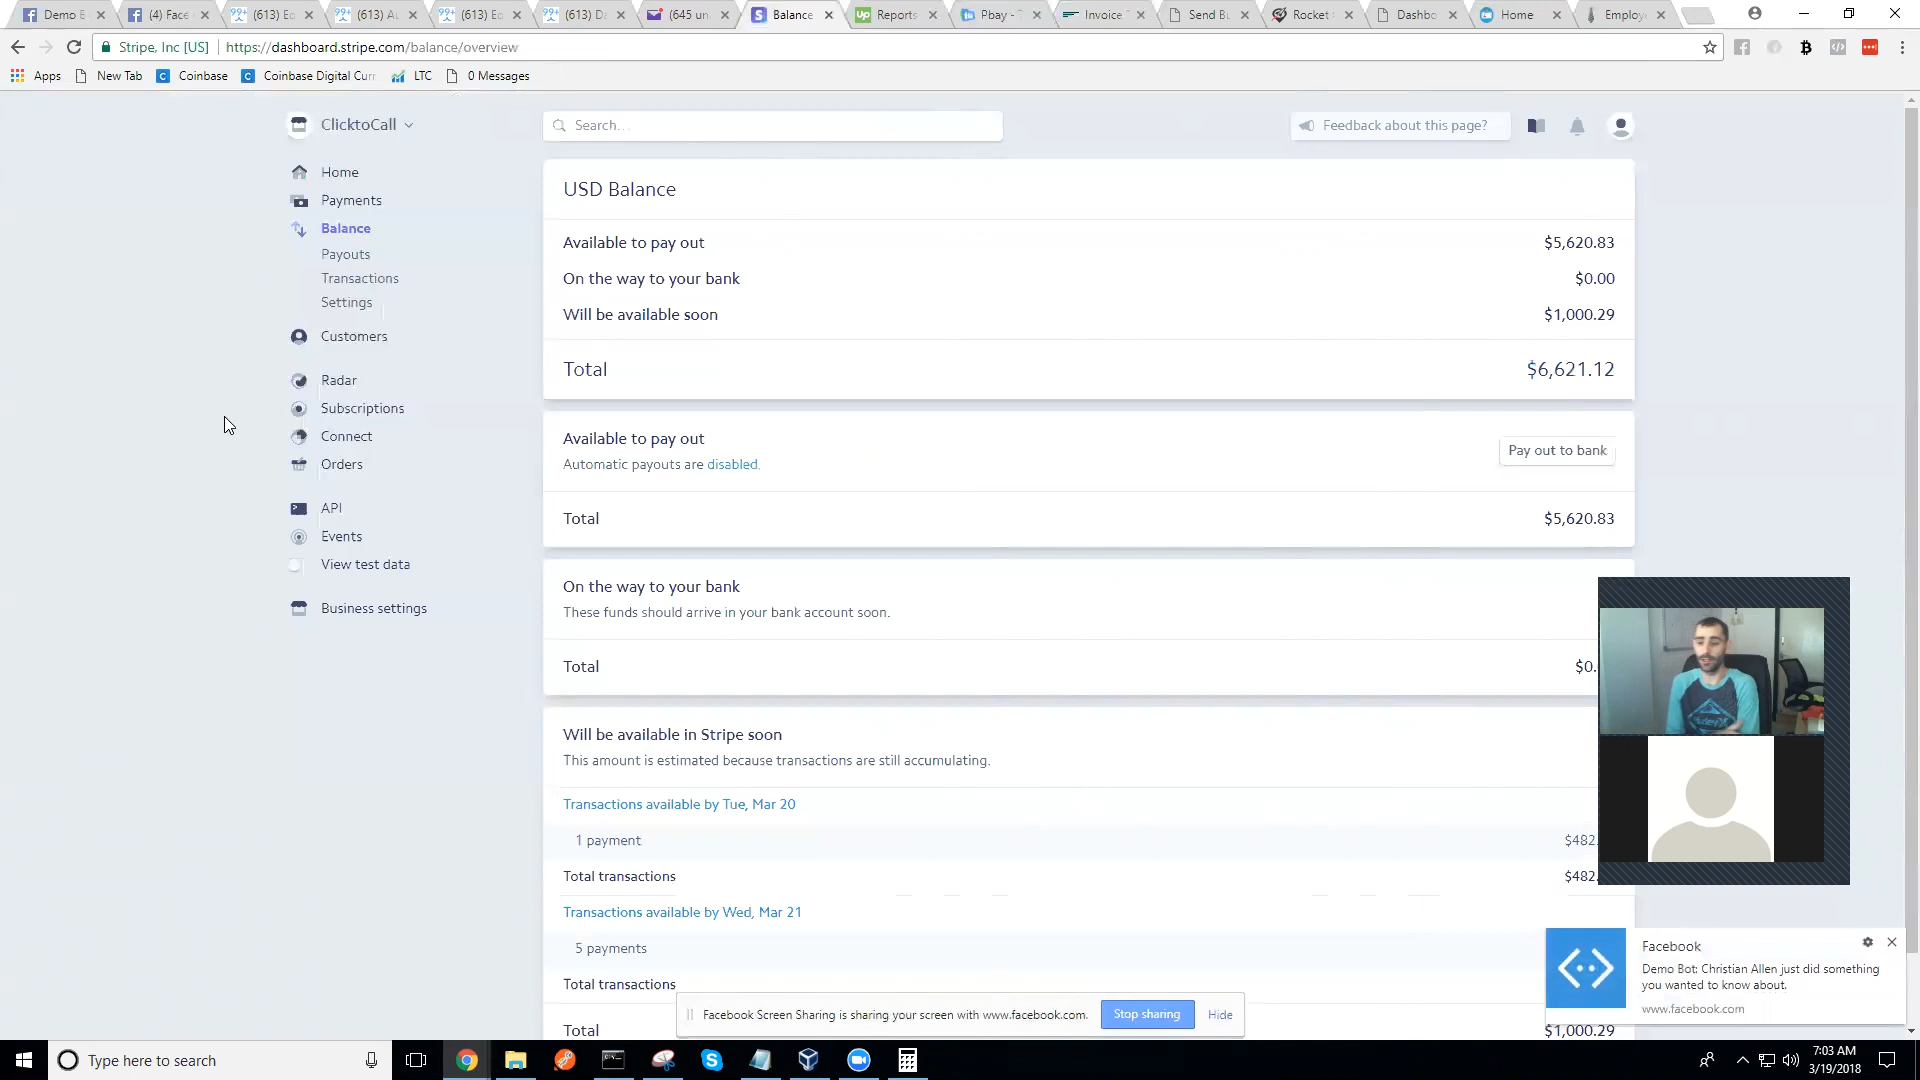 Demo B
(4) Face
(613) Ec
(613) A
(613) Ec
(613) D
(645 un
Balance
Reports
Pbay - T
Invoice
Send Bu
Rocket
Dashbo
Home
Employ
Stripe, Inc [US]
https://dashboard.stripe.com/balance/overview
Apps
New Tab
Coinbase
Coinbase Digital Curr
LTC
0 Messages
ClicktoCall
Search...
Feedback about this page?
Home
Payments
Balance
Payouts
Transactions
Settings
Customers
Radar
Subscriptions
Connect
Orders
API
Events
View test data
Business settings
USD Balance
Available to pay out $5,620.83
On the way to your bank $0.00
Will be available soon $1,000.29
Total $6,621.12
Available to pay out
Automatic payouts are disabled.
Pay out to bank
Total $5,620.83
On the way to your bank
These funds should arrive in your bank account soon.
Total $0.
Will be available in Stripe soon
This amount is estimated because transactions are still accumulating.
Transactions available by Tue, Mar 20
1 payment $482.
Total transactions $482.
Transactions available by Wed, Mar 21
5 payments
Total transactions
Total $1,000.29
Facebook
Demo Bot: Christian Allen just did something
you wanted to know about.
www.facebook.com
Facebook Screen Sharing is sharing your screen with www.facebook.com.
Stop sharing
Hide
Type here to search
7:03 AM
3/19/2018